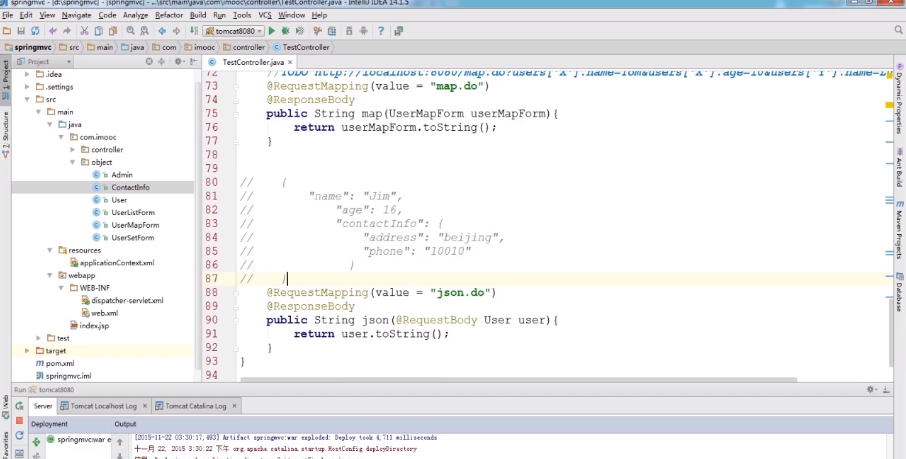 springmvc - [d:\springmvc] - [springmvc] - ...\src\main\java\com\imooc\controller\TestController.java - IntelliJ IDEA 14.1.5
File Edit View Navigate Code Analyze Refactor Build Run Tools VCS Window Help
tomcat8080
springmvc src main java com imooc controller TestController
Project
TestController.java
.idea
.settings
src
main
java
com.imooc
controller
object
Admin
ContactInfo
User
UserListForm
UserMapForm
UserSetForm
resources
applicationContext.xml
webapp
WEB-INF
dispatcher-servlet.xml
web.xml
index.jsp
test
target
pom.xml
springmvc.iml
72 //TODO http://localhost:8080/map.do?users['X'].name=Tom&users['X'].age=10&users['Y'].name=
73 @RequestMapping(value = "map.do")
74 @ResponseBody
75 public String map(UserMapForm userMapForm){
76 return userMapForm.toString();
77 }
78
79
80 // {
81 // "name": "Jim",
82 // "age": 16,
83 // "contactInfo": {
84 // "address": "beijing",
85 // "phone": "10010"
86 // }
87 // }
88 @RequestMapping(value = "json.do")
89 @ResponseBody
90 public String json(@RequestBody User user){
91 return user.toString();
92 }
93 }
94
1: Project
7: Structure
Web
Favorites
Dynamic Properties
Ant Build
Maven Projects
Database
Run tomcat8080
Server Tomcat Localhost Log Tomcat Catalina Log
Deployment Output
springmvc:war e
[2015-11-22 03:30:17,493] Artifact springmvc:war exploded: Deploy took 4,711 milliseconds
十一月 22, 2015 3:30:22 下午 org.apache.catalina.startup.HostConfig deployDirectory